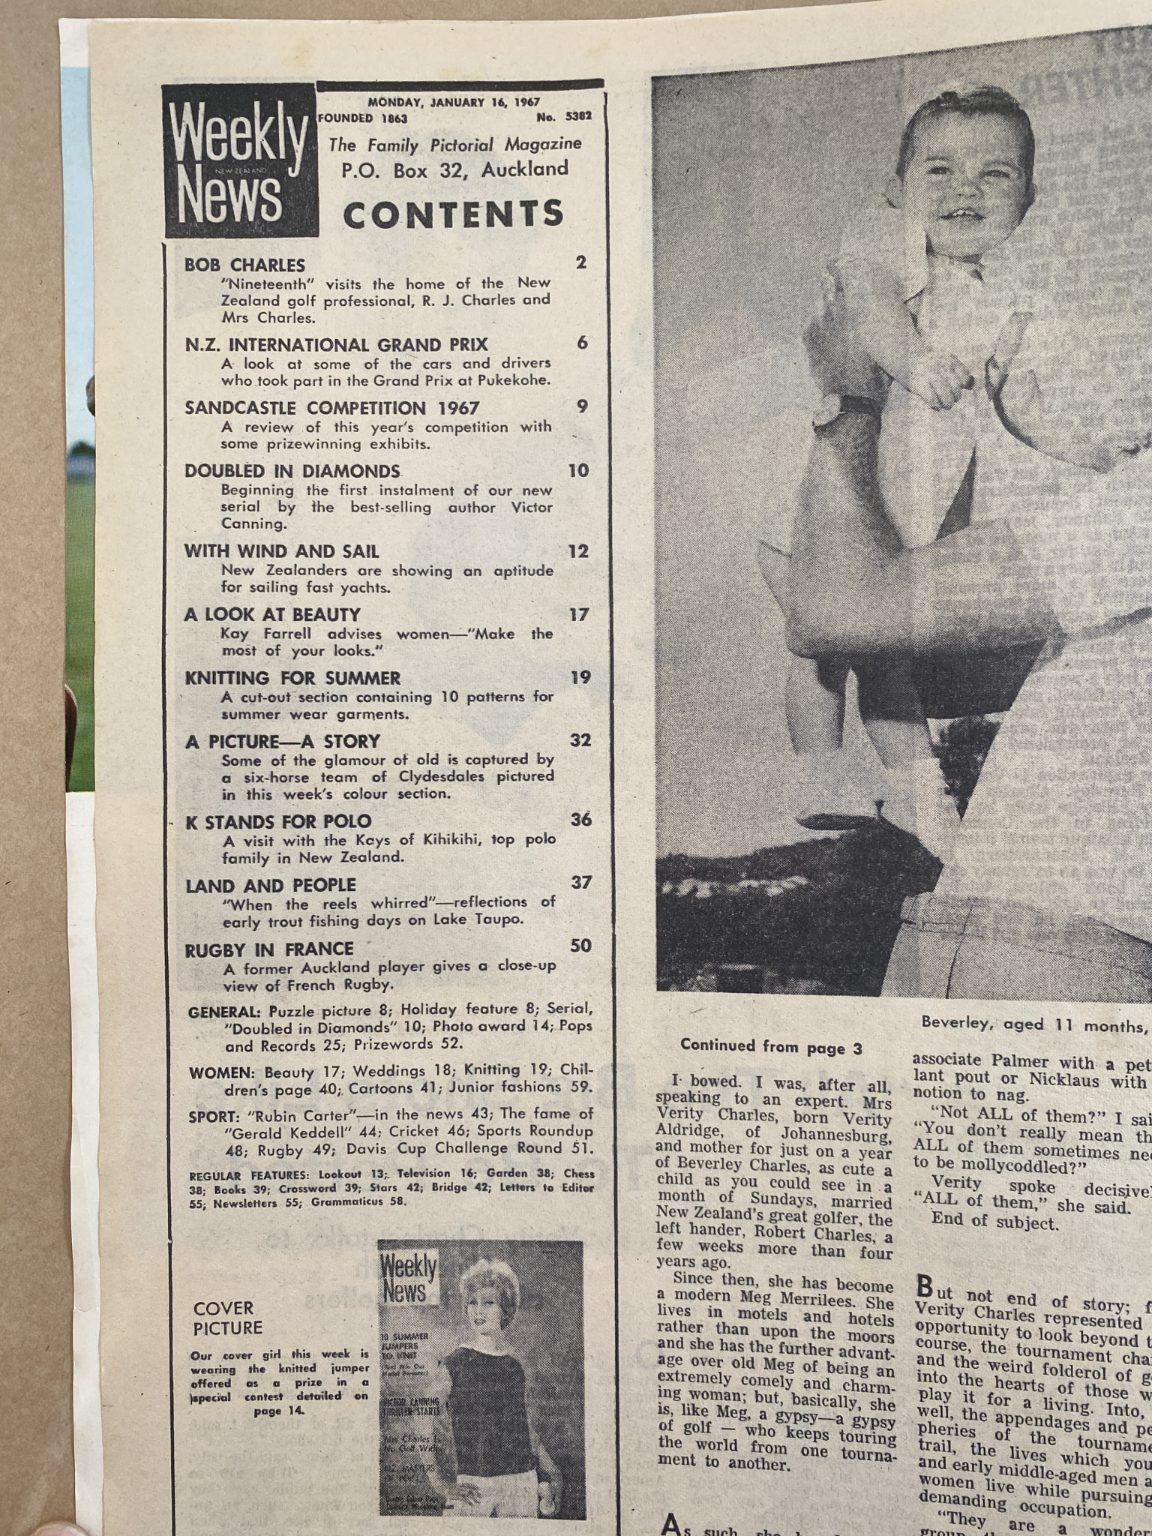 Weekly
NEW ZEALAND
News
MONDAY, JANUARY 16, 1967
FOUNDED 1863 No. 5382
The Family Pictorial Magazine
P.O. Box 32, Auckland
CONTENTS
BOB CHARLES 2
"Nineteenth" visits the home of the New
Zealand golf professional, R. J. Charles and
Mrs Charles.
N.Z. INTERNATIONAL GRAND PRIX 6
A look at some of the cars and drivers
who took part in the Grand Prix at Pukekohe.
SANDCASTLE COMPETITION 1967 9
A review of this year's competition with
some prizewinning exhibits.
DOUBLED IN DIAMONDS 10
Beginning the first instalment of our new
serial by the best-selling author Victor
Canning.
WITH WIND AND SAIL 12
New Zealanders are showing an aptitude
for sailing fast yachts.
A LOOK AT BEAUTY 17
Kay Farrell advises women—"Make the
most of your looks."
KNITTING FOR SUMMER 19
A cut-out section containing 10 patterns for
summer wear garments.
A PICTURE—A STORY 32
Some of the glamour of old is captured by
a six-horse team of Clydesdales pictured
in this week's colour section.
K STANDS FOR POLO 36
A visit with the Kays of Kihikihi, top polo
family in New Zealand.
LAND AND PEOPLE 37
"When the reels whirred"—reflections of
early trout fishing days on Lake Taupo.
RUGBY IN FRANCE 50
A former Auckland player gives a close-up
view of French Rugby.
GENERAL: Puzzle picture 8; Holiday feature 8; Serial,
"Doubled in Diamonds" 10; Photo award 14; Pops
and Records 25; Prizewords 52.
WOMEN: Beauty 17; Weddings 18; Knitting 19; Chil-
dren's page 40; Cartoons 41; Junior fashions 59.
SPORT: "Rubin Carter"—in the news 43; The fame of
"Gerald Keddell" 44; Cricket 46; Sports Roundup
48; Rugby 49; Davis Cup Challenge Round 51.
REGULAR FEATURES: Lookout 13; Television 16; Garden 38; Chess
38; Books 39; Crossword 39; Stars 42; Bridge 42; Letters to Editor
55; Newsletters 55; Grammaticus 58.
COVER
PICTURE
Our cover girl this week is
wearing the knitted jumper
offered as a prize in a
special contest detailed on
page 14.
Weekly
News
10 SUMMER
JUMPERS
TO KNIT
VICTOR CANNING
THRILLER STARTS
Beverley, aged 11 months,
Continued from page 3
I bowed. I was, after all,
speaking to an expert. Mrs
Verity Charles, born Verity
Aldridge, of Johannesburg,
and mother for just on a year
of Beverley Charles, as cute a
child as you could see in a
month of Sundays, married
New Zealand's great golfer, the
left hander, Robert Charles, a
few weeks more than four
years ago.
Since then, she has become
a modern Meg Merrilees. She
lives in motels and hotels
rather than upon the moors
and she has the further advant-
age over old Meg of being an
extremely comely and charm-
ing woman; but, basically, she
is, like Meg, a gypsy—a gypsy
of golf — who keeps touring
the world from one tourna-
ment to another.
As such, she
associate Palmer with a pet
lant pout or Nicklaus with
notion to nag.
"Not ALL of them?" I sai
"You don't really mean th
ALL of them sometimes nee
to be mollycoddled?"
Verity spoke decisivel
"ALL of them," she said.
End of subject.
But not end of story; f
Verity Charles represented
opportunity to look beyond t
course, the tournament cha
and the weird folderol of g
into the hearts of those w
play it for a living. Into,
well, the appendages and pe
pheries of the tourname
trail, the lives which you
and early middle-aged men a
women live while pursuing
demanding occupation.
"They are a wonder